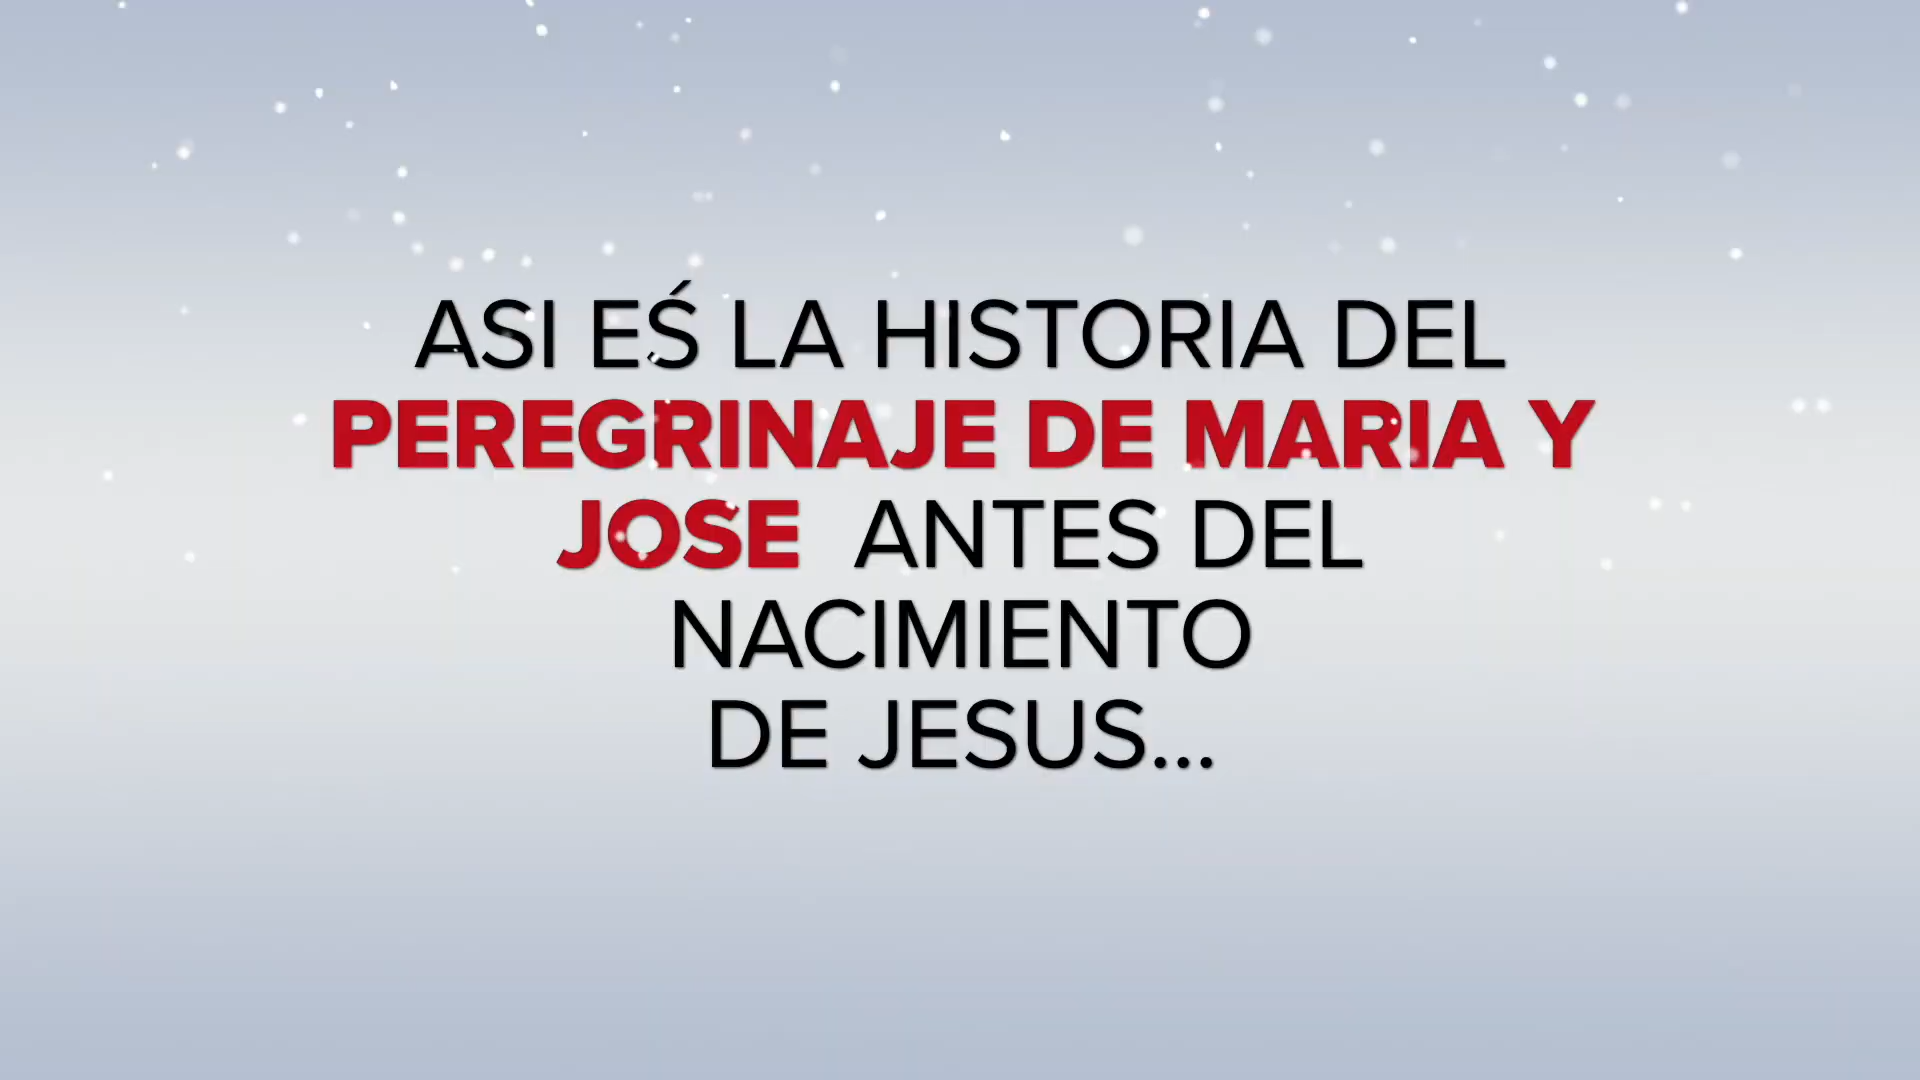 ASI EŚ LA HISTORIA DEL
PEREGRINAJE DE MARIA Y
JOSE ANTES DEL
NACIMIENTO
DE JESUS...